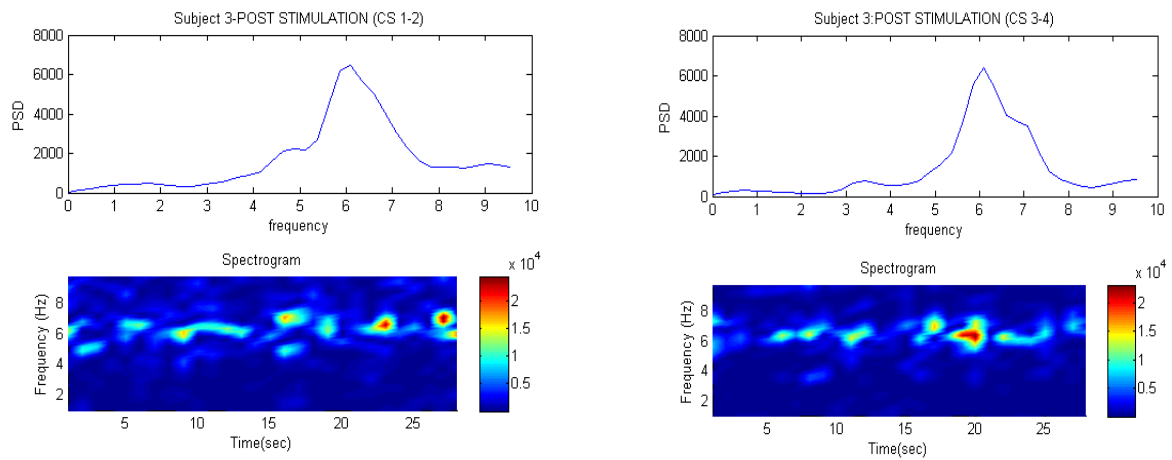 Subject 3-POST STIMULATION (CS 1-2)
8000
6000
4000
2000
0
PSD
0 1 2 3 4 5 6 7 8 9 10
frequency
Spectrogram
x 10^4
8
6
4
2
Frequency (Hz)
2
1.5
1
0.5
5 10 15 20 25
Time(sec)
Subject 3:POST STIMULATION (CS 3-4)
8000
6000
4000
2000
0
PSD
0 1 2 3 4 5 6 7 8 9 10
frequency
Spectrogram
x 10^4
8
6
4
2
Frequency (Hz)
2
1.5
1
0.5
5 10 15 20 25
Time(sec)